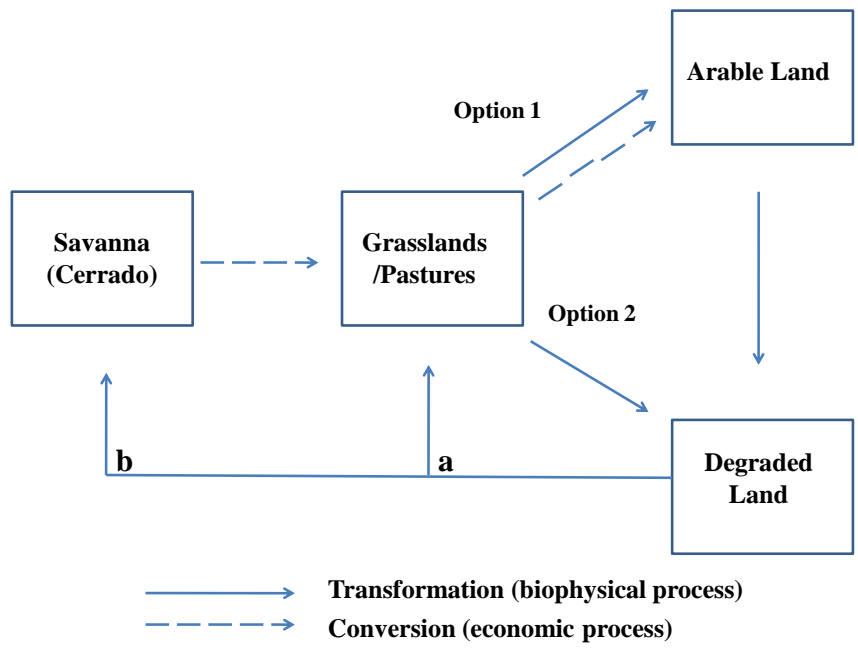 Arable Land
Option 1
Savanna
(Cerrado)
Grasslands
/Pastures
Option 2
b
a
Degraded
Land
Transformation (biophysical process)
Conversion (economic process)